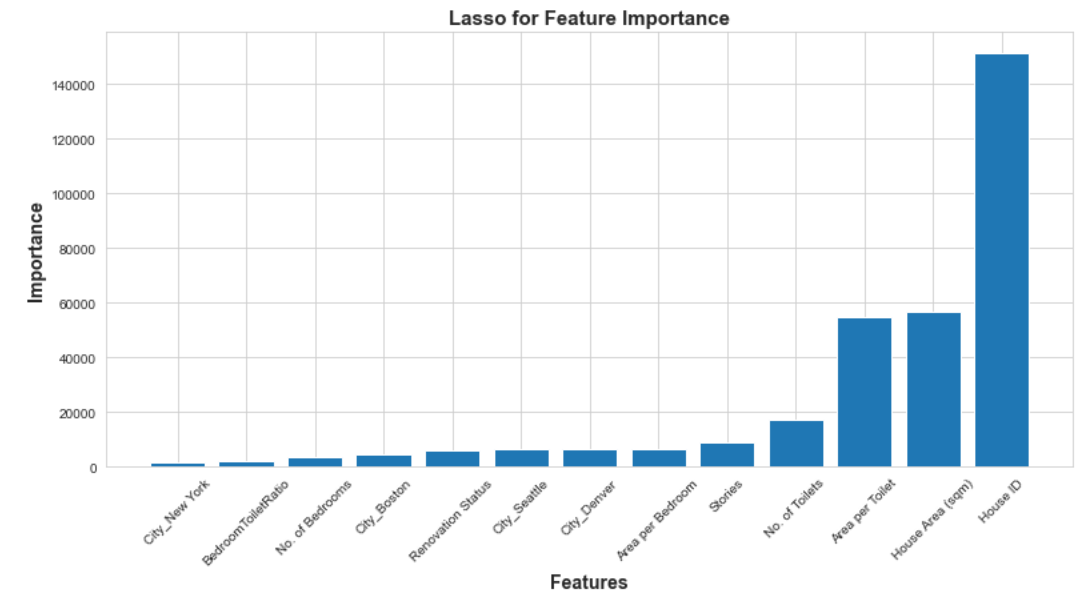 Lasso for Feature Importance
Importance
140000
120000
100000
80000
60000
40000
20000
0
City_New York
BedroomToiletRatio
No. of Bedrooms
City_Boston
Renovation Status
City_Seattle
City_Denver
Area per Bedroom
Stories
No. of Toilets
Area per Toilet
House Area (sqm)
House ID
Features